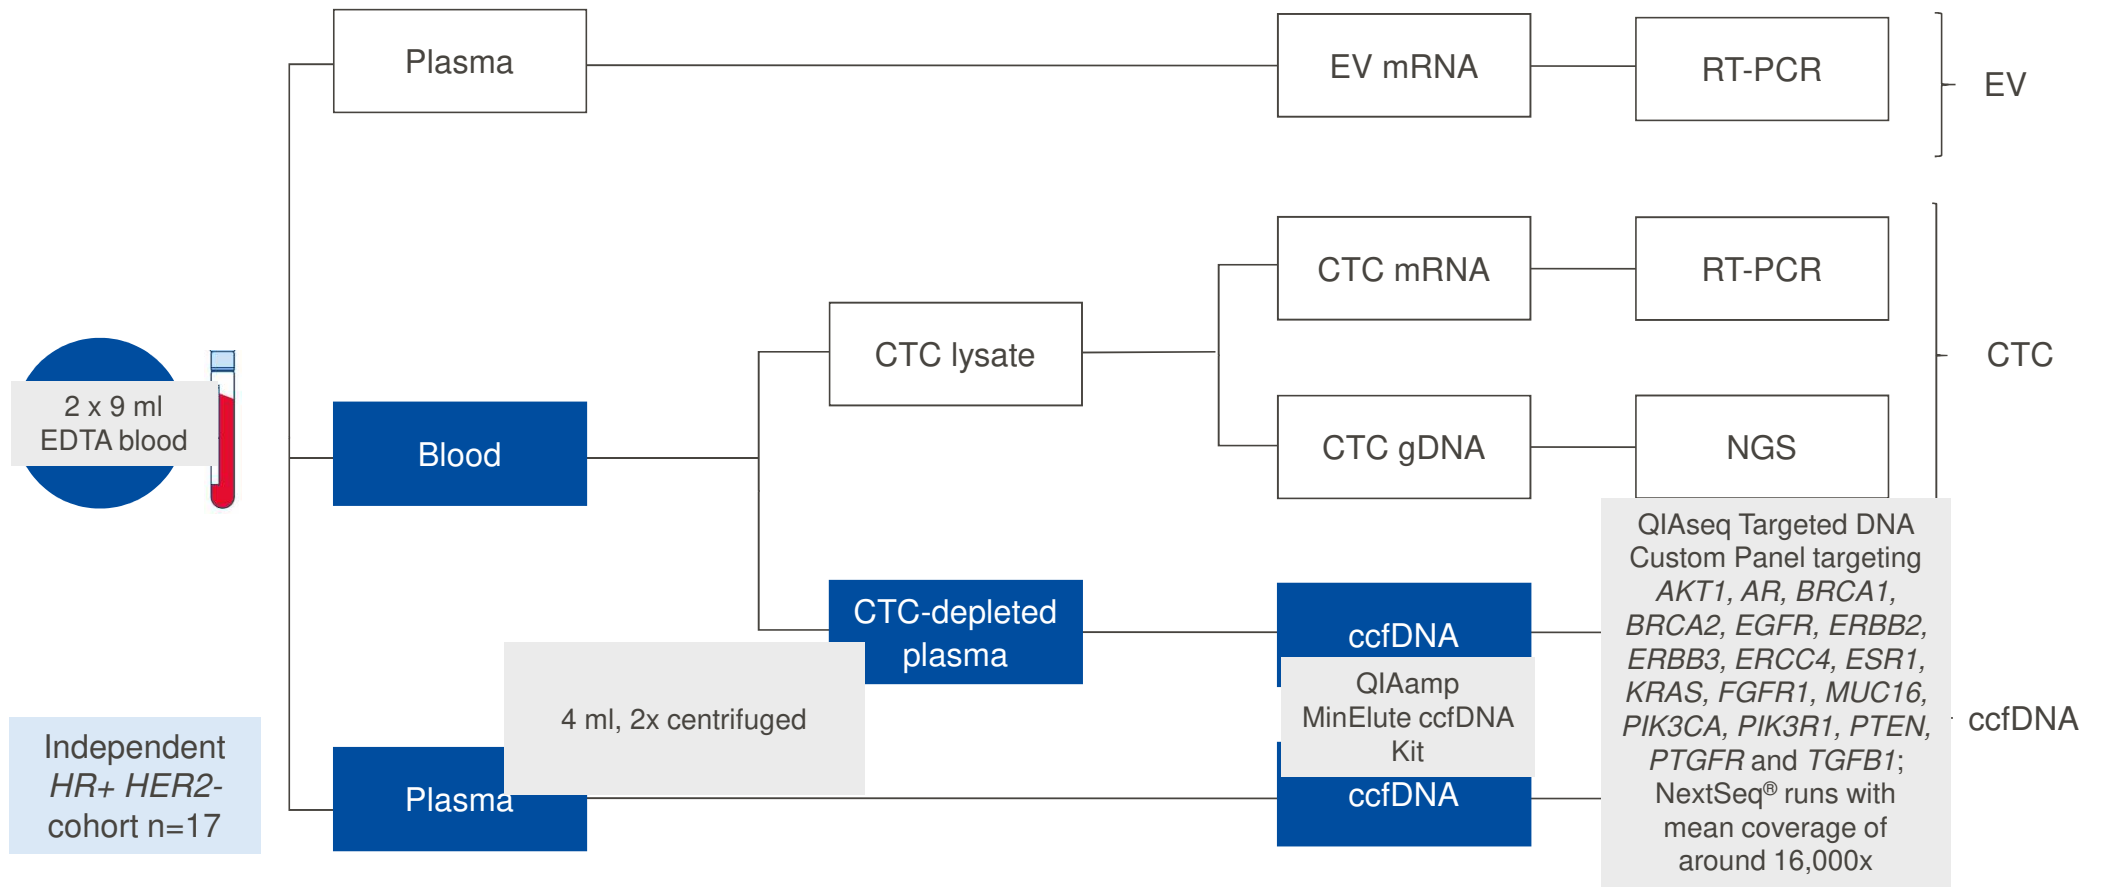 Plasma
EV mRNA
RT-PCR
EV
CTC mRNA
RT-PCR
CTC lysate
CTC
2 x 9 ml
EDTA blood
Blood
CTC gDNA
NGS
CTC-depleted
plasma
ccfDNA
QIAseq Targeted DNA
Custom Panel targeting
AKT1, AR, BRCA1,
BRCA2, EGFR, ERBB2,
ERBB3, ERCC4, ESR1,
KRAS, FGFR1, MUC16,
PIK3CA, PIK3R1, PTEN,
PTGFR and TGFB1;
NextSeq® runs with
mean coverage of
around 16,000x
4 ml, 2x centrifuged
QIAamp
MinElute ccfDNA
Kit
ccfDNA
Independent
HR+ HER2-
cohort n=17
Plasma
ccfDNA